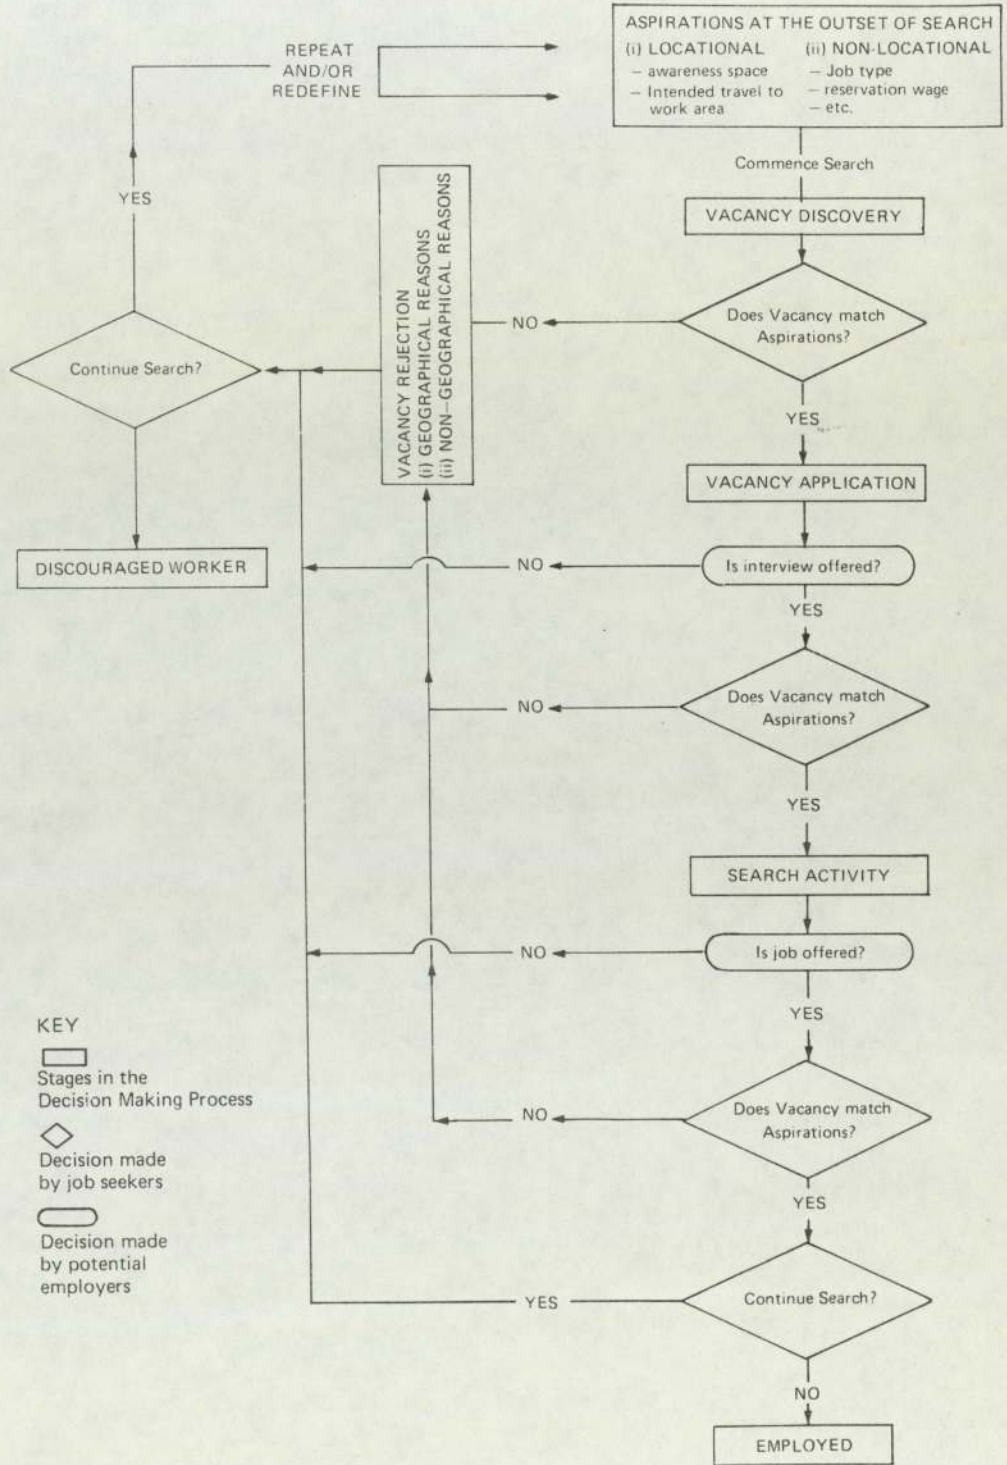 ASPIRATIONS AT THE OUTSET OF SEARCH
(i) LOCATIONAL
– awareness space
– Intended travel to
work area
(ii) NON-LOCATIONAL
– Job type
– reservation wage
– etc.
REPEAT
AND/OR
REDEFINE
Commence Search
YES
VACANCY DISCOVERY
VACANCY REJECTION
(i) GEOGRAPHICAL REASONS
(ii) NON–GEOGRAPHICAL REASONS
NO
Does Vacancy match
Aspirations?
Continue Search?
YES
VACANCY APPLICATION
DISCOURAGED WORKER
NO
Is interview offered?
YES
NO
Does Vacancy match
Aspirations?
YES
SEARCH ACTIVITY
NO
Is job offered?
YES
KEY
Stages in the
Decision Making Process
Decision made
by job seekers
Decision made
by potential
employers
NO
Does Vacancy match
Aspirations?
YES
YES
Continue Search?
NO
EMPLOYED